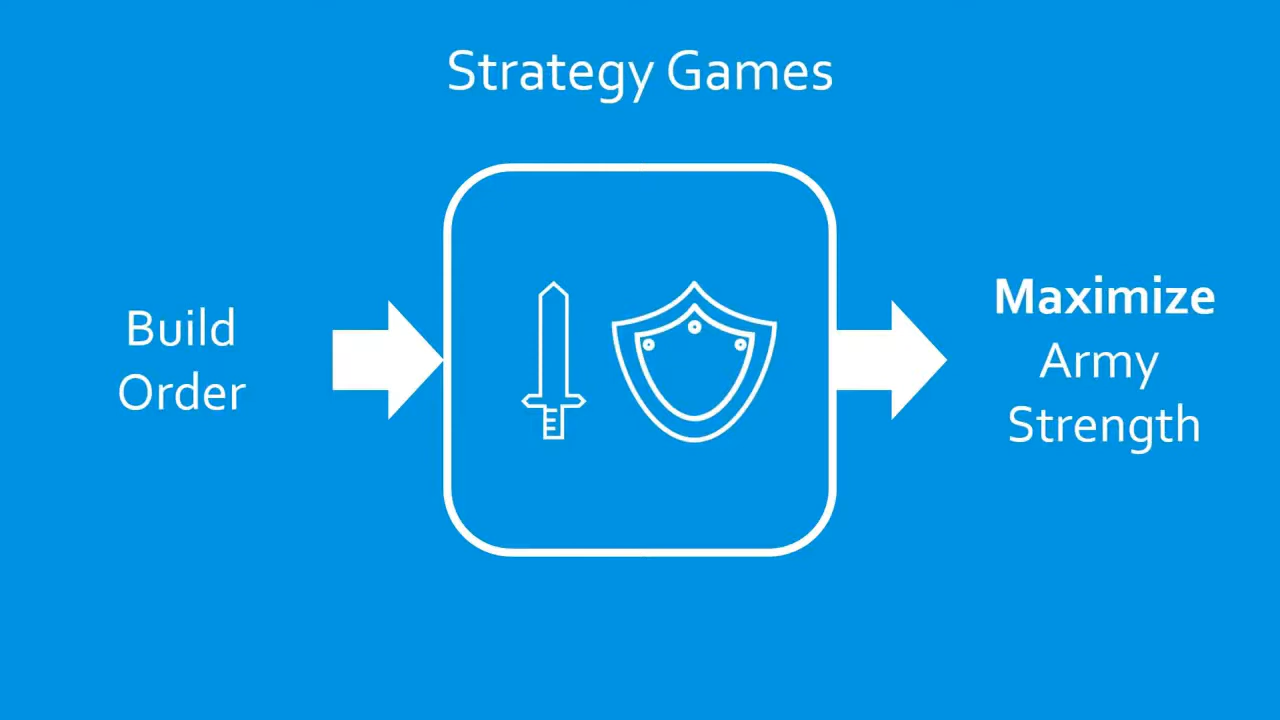 Strategy Games
Build
Order
Maximize
Army
Strength